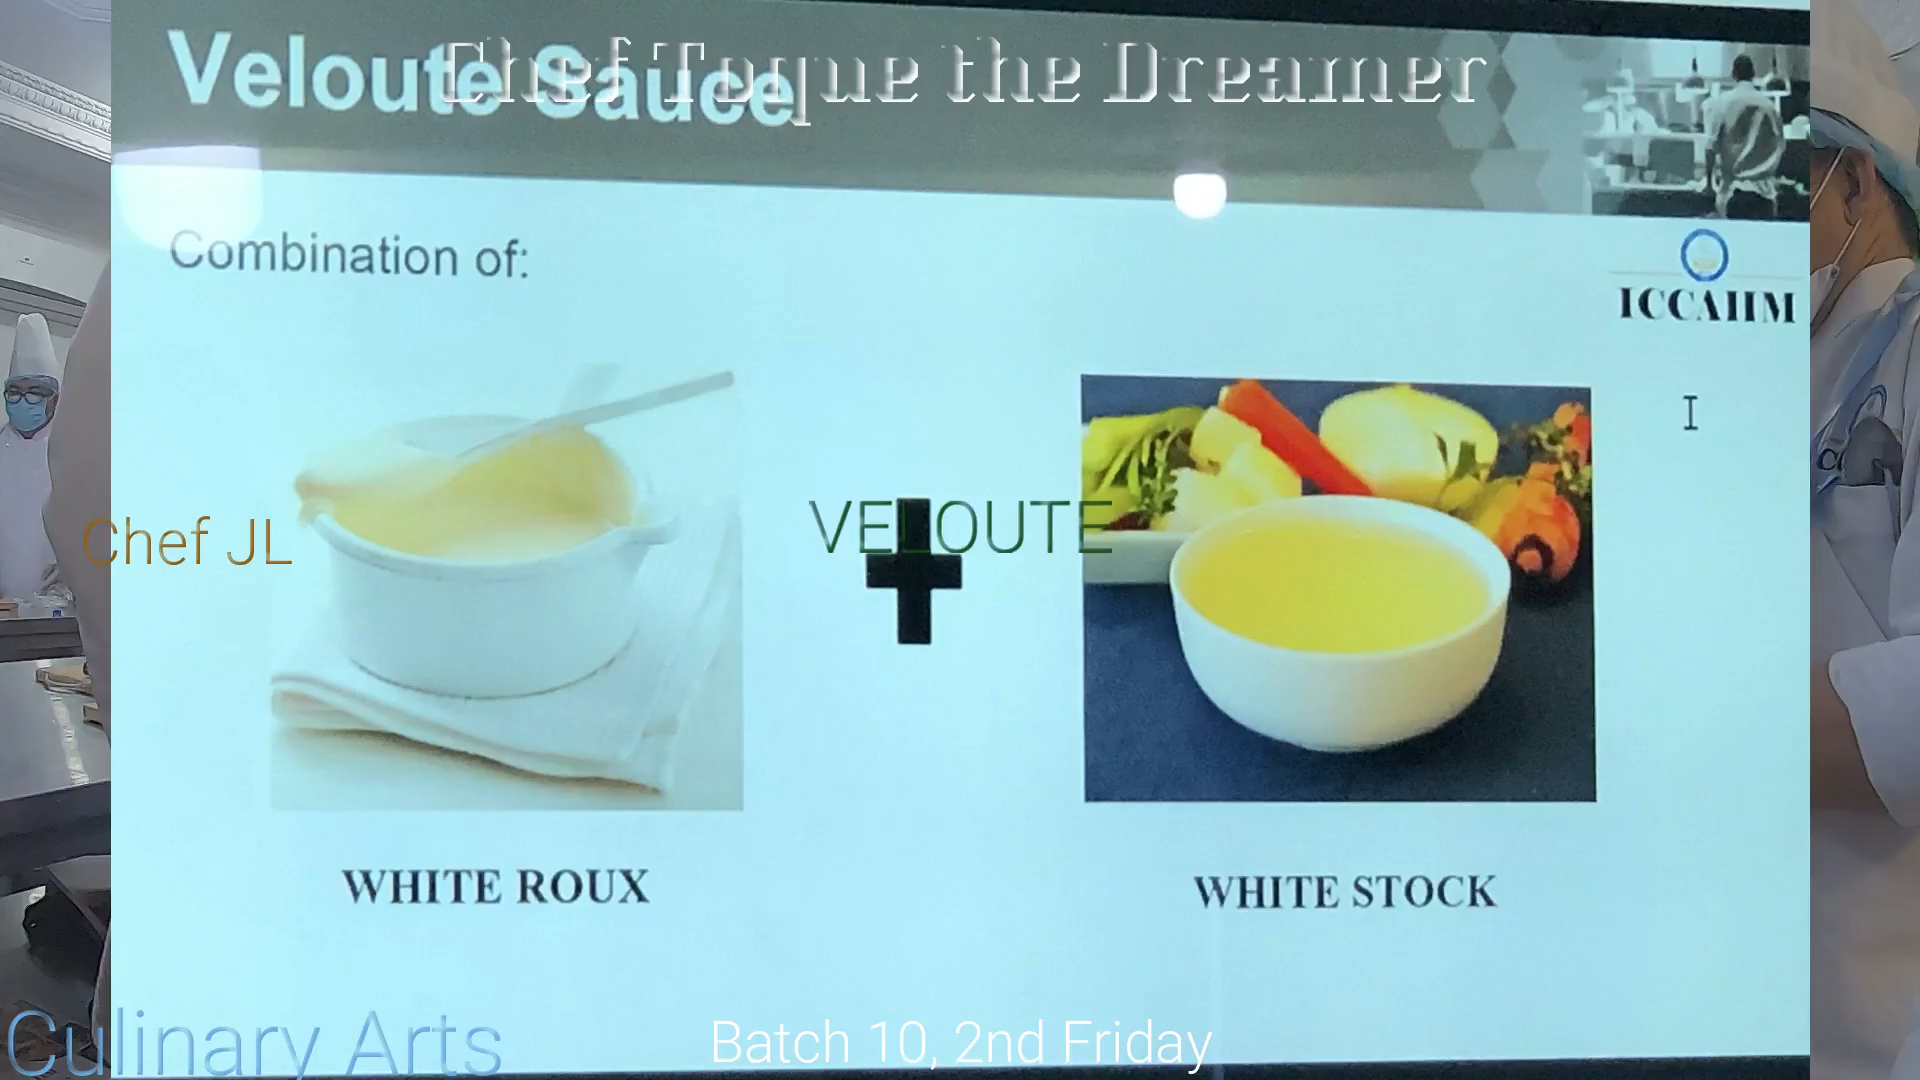 Veloute Sauce
Chef Toque the Dreamer
Combination of:
ICCAHM
Chef JL
VELOUTE
WHITE ROUX
WHITE STOCK
Culinary Arts
Batch 10, 2nd Friday